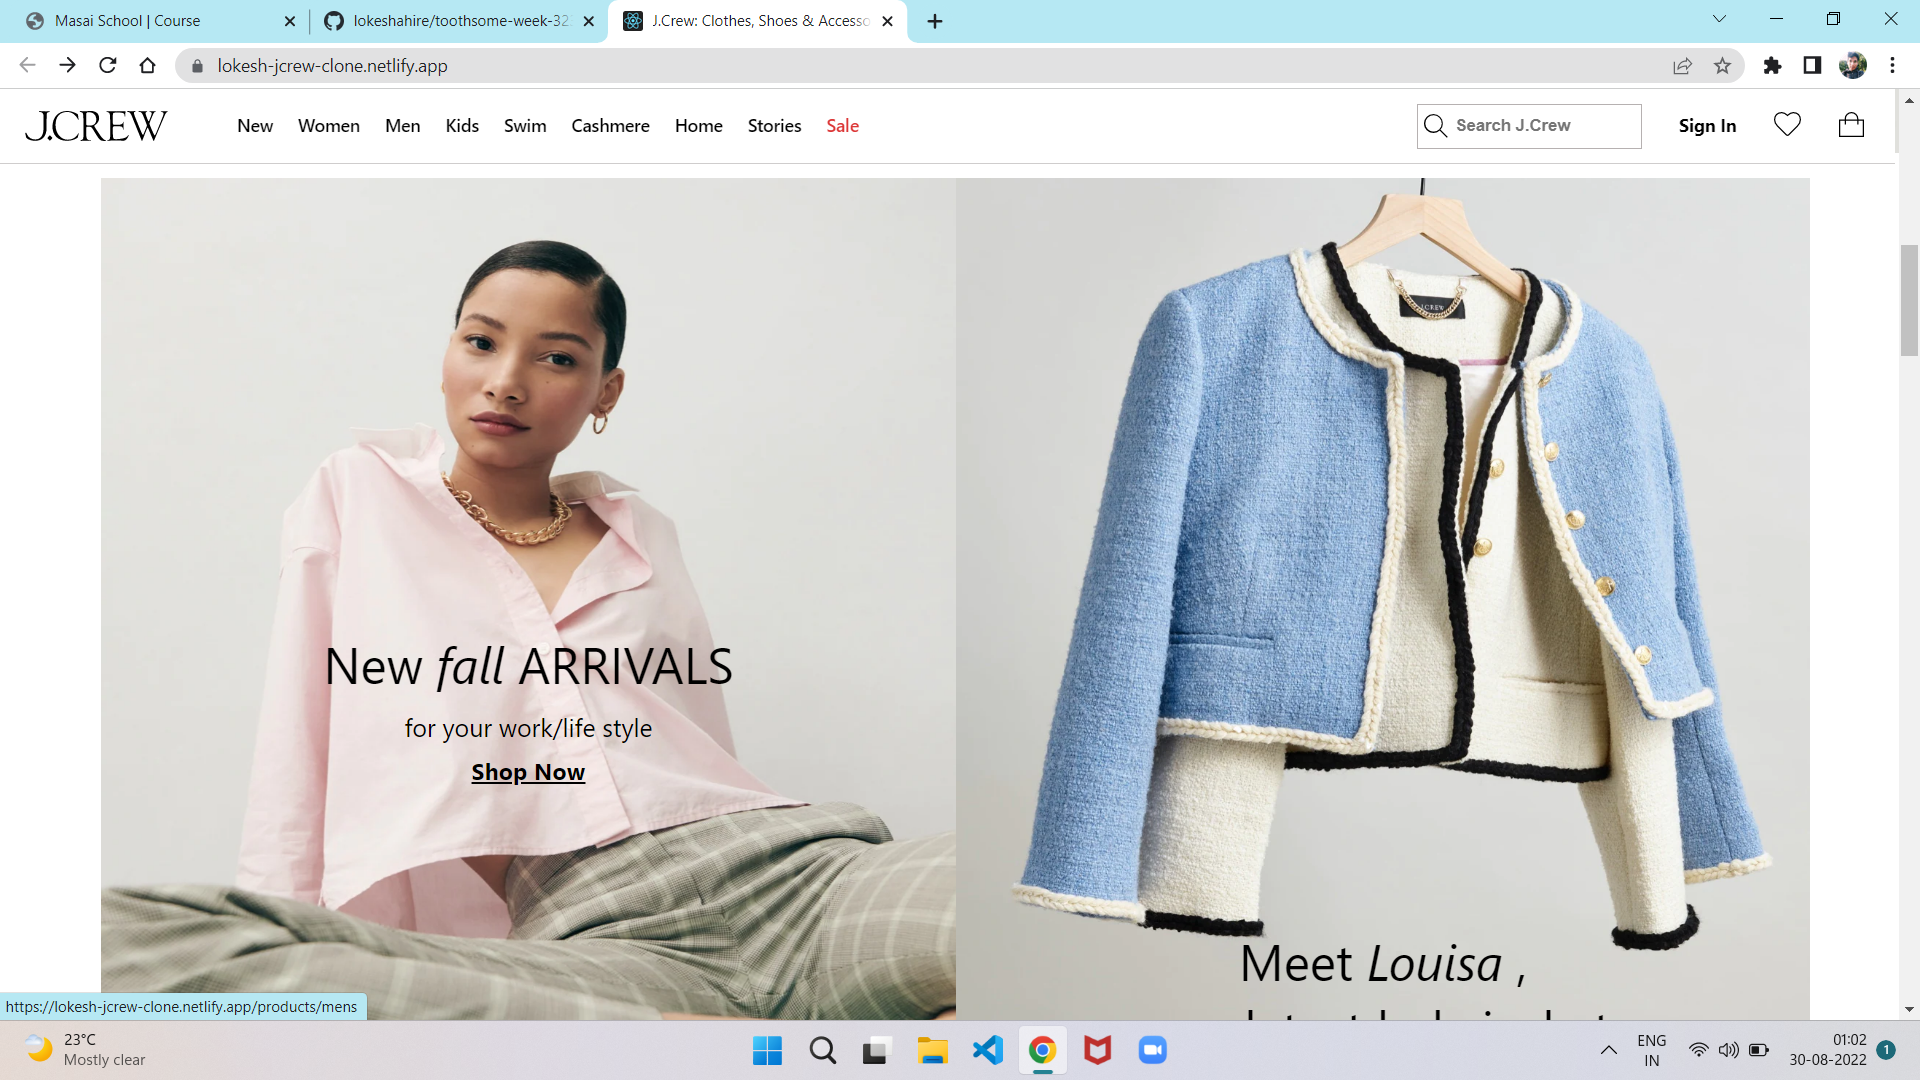 Masai School | Course
lokeshahire/toothsome-week-32
J.Crew: Clothes, Shoes & Accesso
lokesh-jcrew-clone.netlify.app
J.CREW
New Women Men Kids Swim Cashmere Home Stories Sale
Search J.Crew
Sign In
J.CREW
New fall ARRIVALS
for your work/life style
Shop Now
Meet Louisa ,
https://lokesh-jcrew-clone.netlify.app/products/mens
23°C
Mostly clear
ENG
IN
01:02
30-08-2022
1